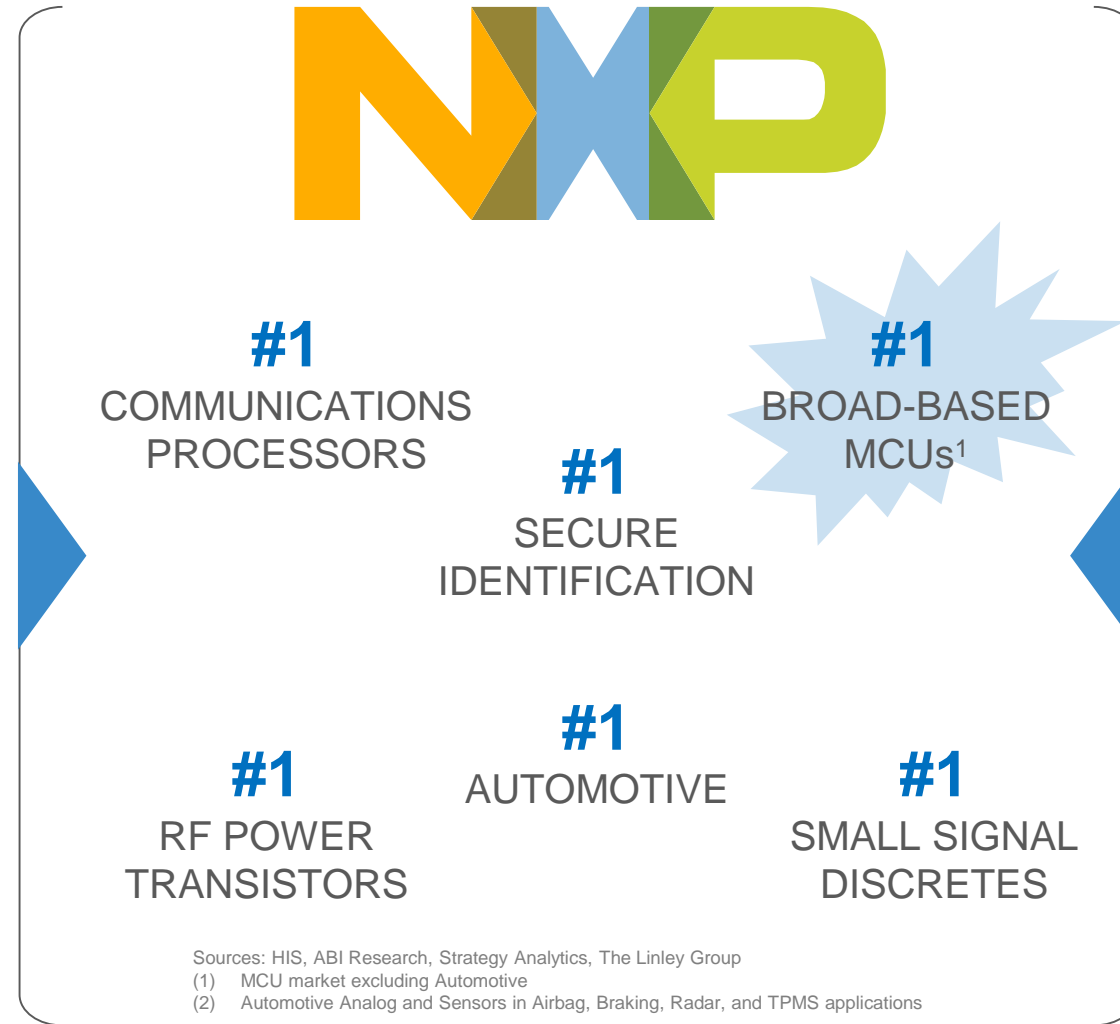 NXP
#1
COMMUNICATIONS
PROCESSORS
#1
BROAD-BASED
MCUs¹
#1
SECURE
IDENTIFICATION
#1
RF POWER
TRANSISTORS
#1
AUTOMOTIVE
#1
SMALL SIGNAL
DISCRETES
Sources: HIS, ABI Research, Strategy Analytics, The Linley Group
(1) MCU market excluding Automotive
(2) Automotive Analog and Sensors in Airbag, Braking, Radar, and TPMS applications